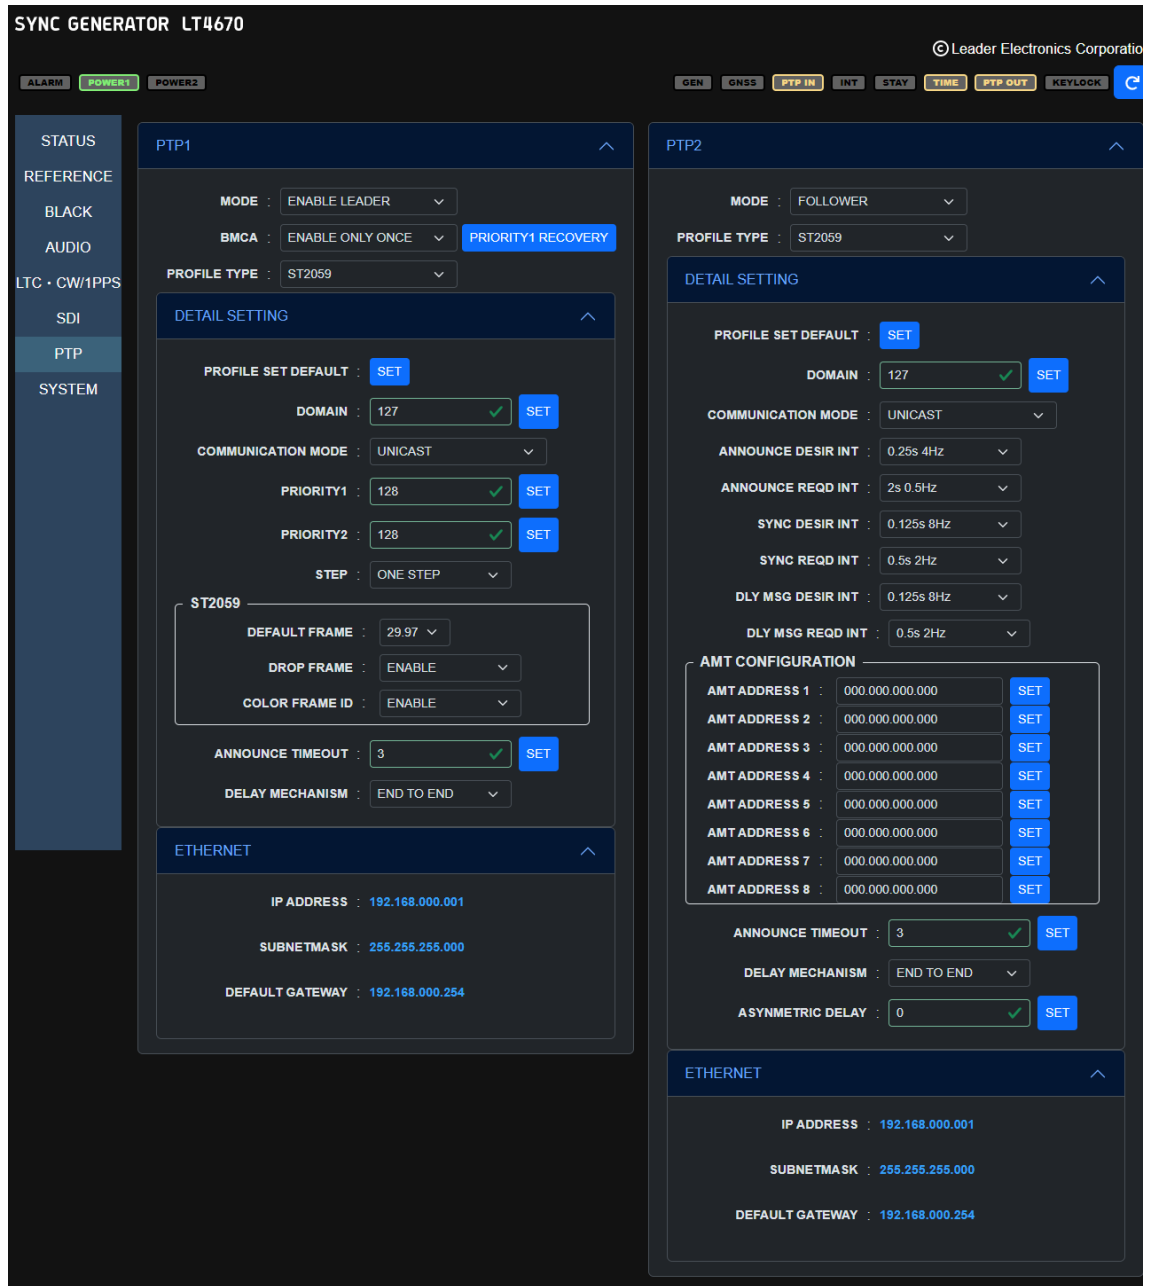 SYNC GENERATOR LT4670
©Leader Electronics Corporatio
ALARM POWER1 POWER2 GEN GNSS PTP IN INT STAY TIME PTP OUT KEYLOCK
STATUS
REFERENCE
BLACK
AUDIO
LTC・CW/1PPS
SDI
PTP
SYSTEM
PTP1
MODE : ENABLE LEADER
BMCA : ENABLE ONLY ONCE PRIORITY1 RECOVERY
PROFILE TYPE : ST2059
DETAIL SETTING
PROFILE SET DEFAULT : SET
DOMAIN : 127 SET
COMMUNICATION MODE : UNICAST
PRIORITY1 : 128 SET
PRIORITY2 : 128 SET
STEP : ONE STEP
ST2059
DEFAULT FRAME : 29.97
DROP FRAME : ENABLE
COLOR FRAME ID : ENABLE
ANNOUNCE TIMEOUT : 3 SET
DELAY MECHANISM : END TO END
ETHERNET
IP ADDRESS : 192.168.000.001
SUBNETMASK : 255.255.255.000
DEFAULT GATEWAY : 192.168.000.254
PTP2
MODE : FOLLOWER
PROFILE TYPE : ST2059
DETAIL SETTING
PROFILE SET DEFAULT : SET
DOMAIN : 127 SET
COMMUNICATION MODE : UNICAST
ANNOUNCE DESIR INT : 0.25s 4Hz
ANNOUNCE REQD INT : 2s 0.5Hz
SYNC DESIR INT : 0.125s 8Hz
SYNC REQD INT : 0.5s 2Hz
DLY MSG DESIR INT : 0.125s 8Hz
DLY MSG REQD INT : 0.5s 2Hz
AMT CONFIGURATION
AMT ADDRESS 1 : 000.000.000.000 SET
AMT ADDRESS 2 : 000.000.000.000 SET
AMT ADDRESS 3 : 000.000.000.000 SET
AMT ADDRESS 4 : 000.000.000.000 SET
AMT ADDRESS 5 : 000.000.000.000 SET
AMT ADDRESS 6 : 000.000.000.000 SET
AMT ADDRESS 7 : 000.000.000.000 SET
AMT ADDRESS 8 : 000.000.000.000 SET
ANNOUNCE TIMEOUT : 3 SET
DELAY MECHANISM : END TO END
ASYNMETRIC DELAY : 0 SET
ETHERNET
IP ADDRESS : 192.168.000.001
SUBNETMASK : 255.255.255.000
DEFAULT GATEWAY : 192.168.000.254